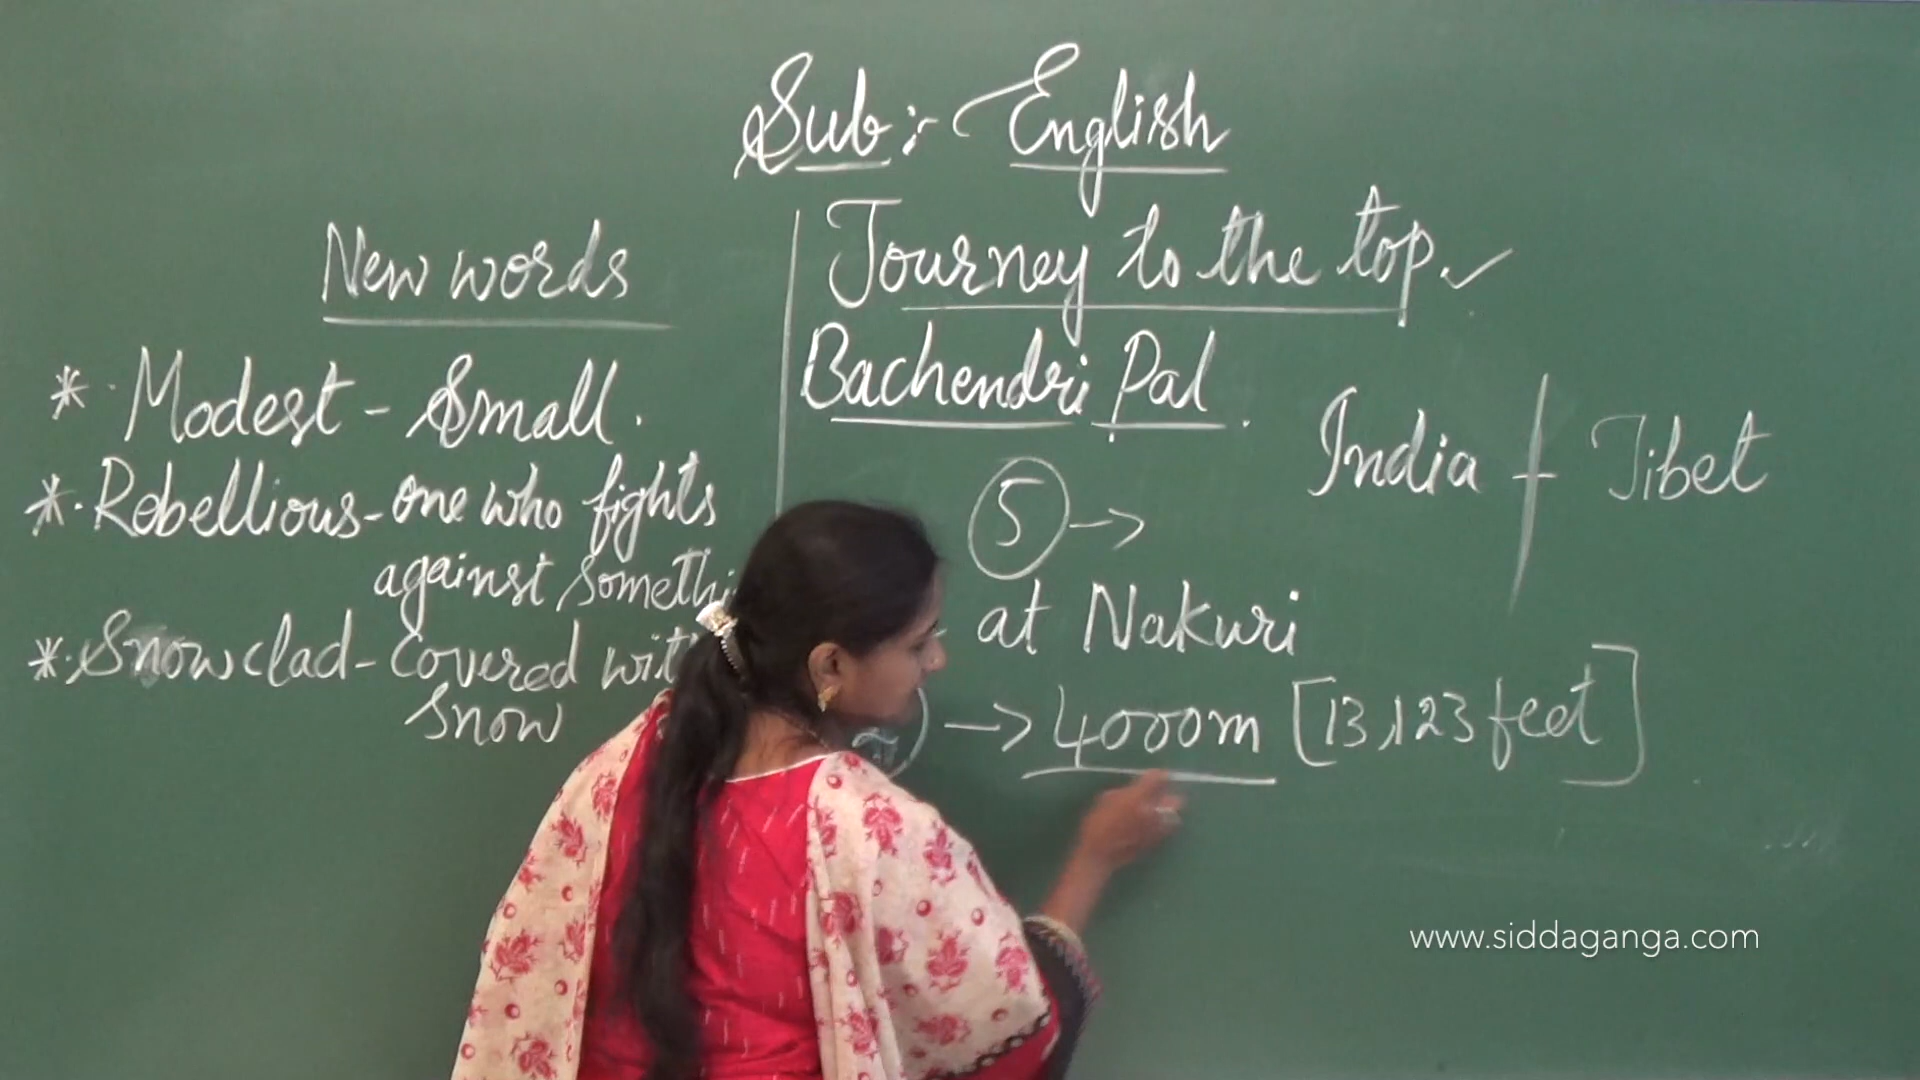 Sub:- English
New words
* Modest - Small.
* Rebellious - one who fights
against somethi
* Snowclad - Covered wit
Snow
Journey to the top. ✓
Bachendri Pal.
India Tibet
5 →
at Nakuri
→ 4000m [13,123 feet]
www.siddaganga.com